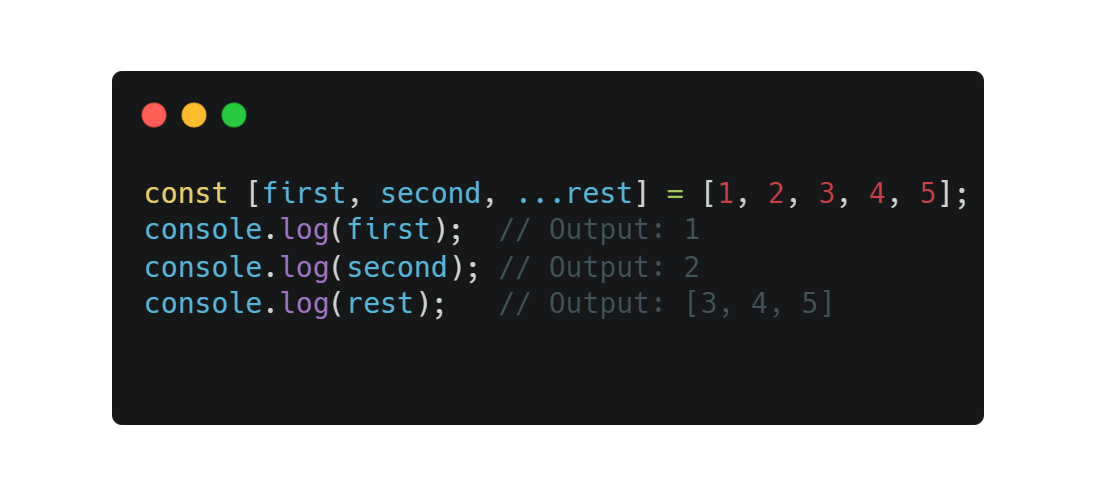 const [first, second, ...rest] = [1, 2, 3, 4, 5];
console.log(first);  // Output: 1
console.log(second); // Output: 2
console.log(rest);   // Output: [3, 4, 5]